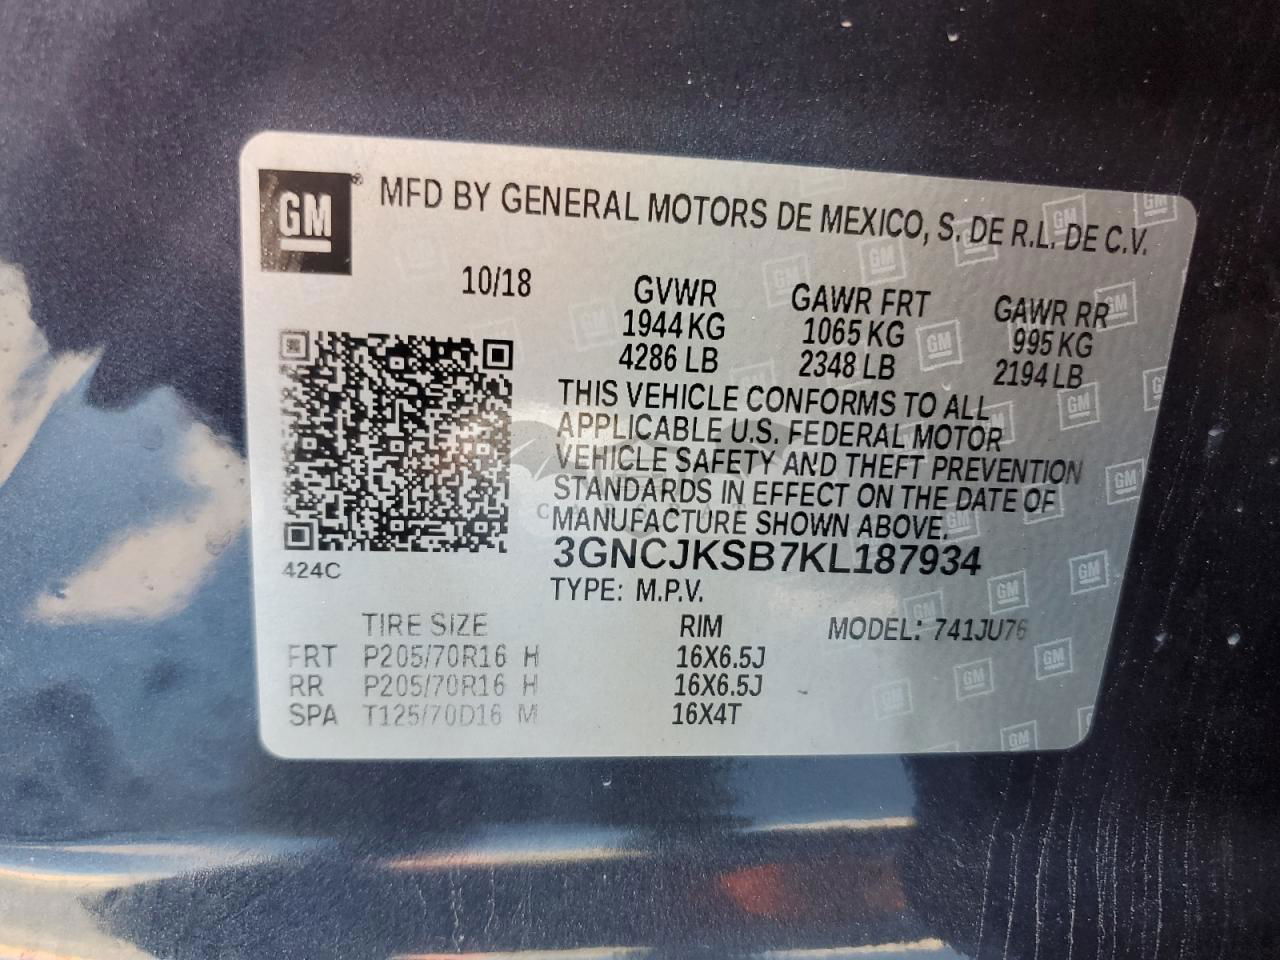 GM ® MFD BY GENERAL MOTORS DE MEXICO, S. DE R.L. DE C.V.
10/18 GVWR GAWR FRT GAWR RR
1944 KG 1065 KG 995 KG
4286 LB 2348 LB 2194 LB
THIS VEHICLE CONFORMS TO ALL
APPLICABLE U.S. FEDERAL MOTOR
VEHICLE SAFETY AND THEFT PREVENTION
STANDARDS IN EFFECT ON THE DATE OF
MANUFACTURE SHOWN ABOVE.
3GNCJKSB7KL187934
424C
TYPE: M.P.V.
TIRE SIZE RIM MODEL: 741JU76
FRT P205/70R16 H 16X6.5J
RR P205/70R16 H 16X6.5J
SPA T125/70D16 M 16X4T